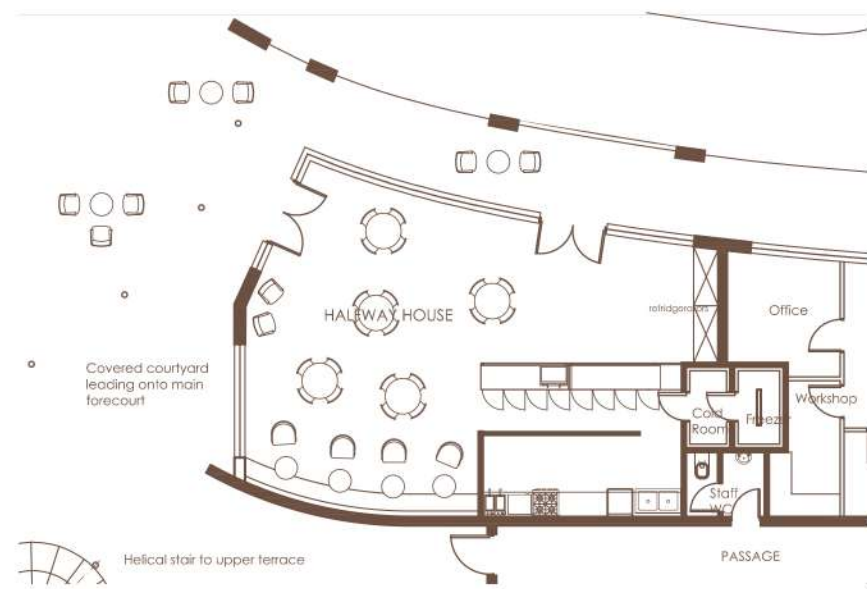 HALFWAY HOUSE
refridgerators
Office
Covered courtyard
leading onto main
forecourt
Cold
Room
Freezer
Workshop
Staff
WC
Helical stair to upper terrace
PASSAGE